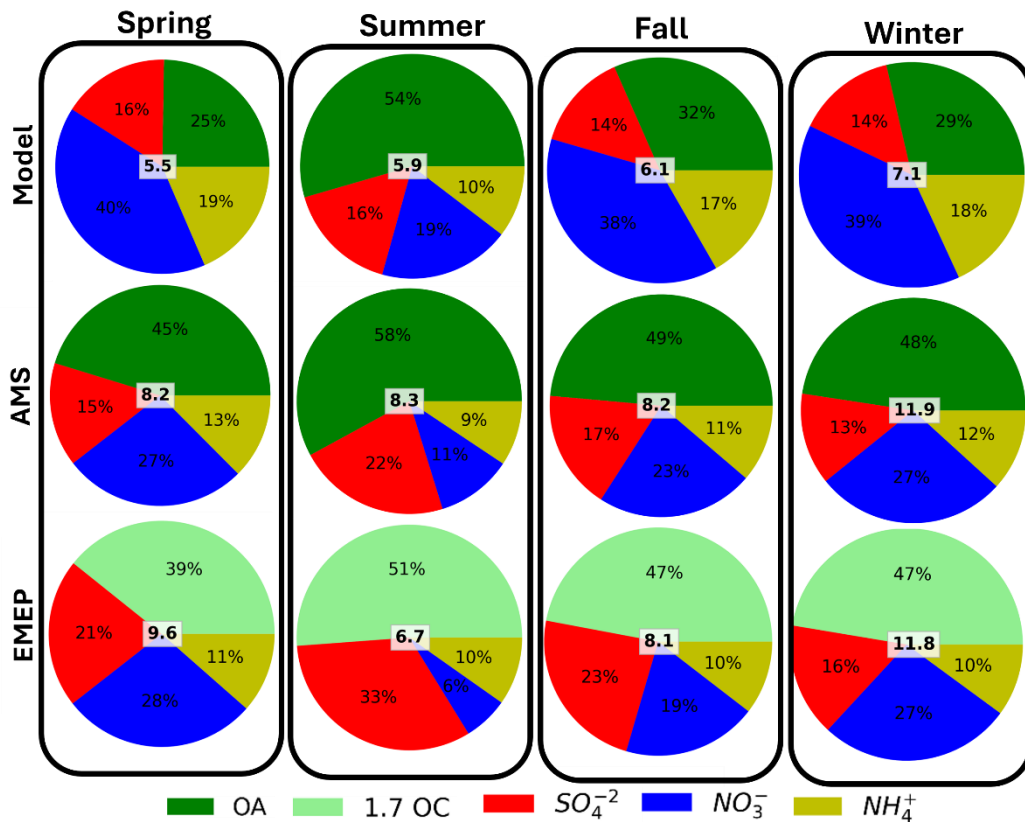 Spring Summer Fall Winter
Model
16% 25% 5.5 40% 19%
54% 5.9 10% 16% 19%
14% 32% 6.1 17% 38%
14% 29% 7.1 18% 39%
AMS
45% 8.2 15% 13% 27%
58% 8.3 9% 22% 11%
49% 8.2 17% 11% 23%
48% 11.9 13% 12% 27%
EMEP
39% 21% 9.6 11% 28%
51% 6.7 10% 33% 6%
47% 8.1 23% 10% 19%
47% 11.8 16% 10% 27%
OA 1.7 OC $SO_4^{-2}$ $NO_3^-$ $NH_4^+$